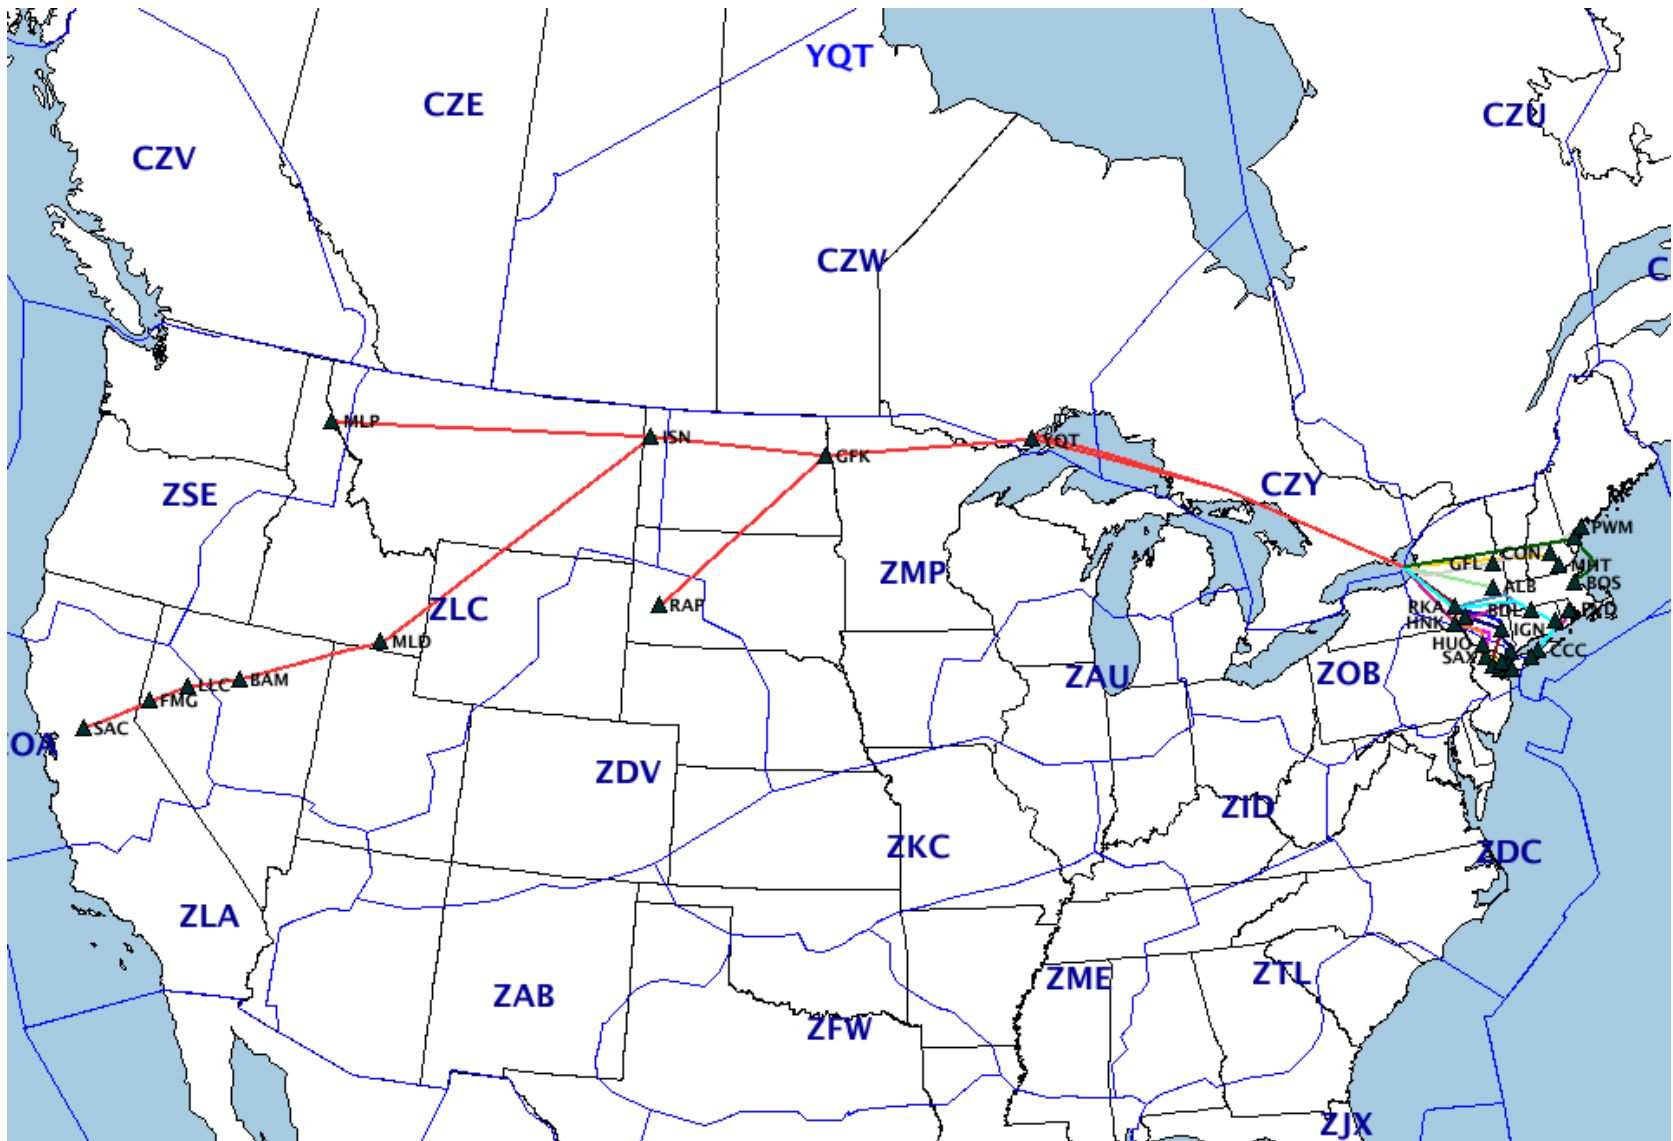 YQT
CZE
CZU
CZV
CZW
C
MLP
ISN
YQT
GFK
CZY
ZSE
PWM
CON
GFL
MHT
ZMP
BOS
ALB
RAP
ZLC
RKA
BDL
PVD
HNK
IGN
MLD
HUO
CCC
SAX
BAM
LLC
ZAU
ZOB
FMG
SAC
OA
ZDV
ZID
ZKC
ZDC
ZLA
ZME
ZTL
ZAB
ZFW
ZJX